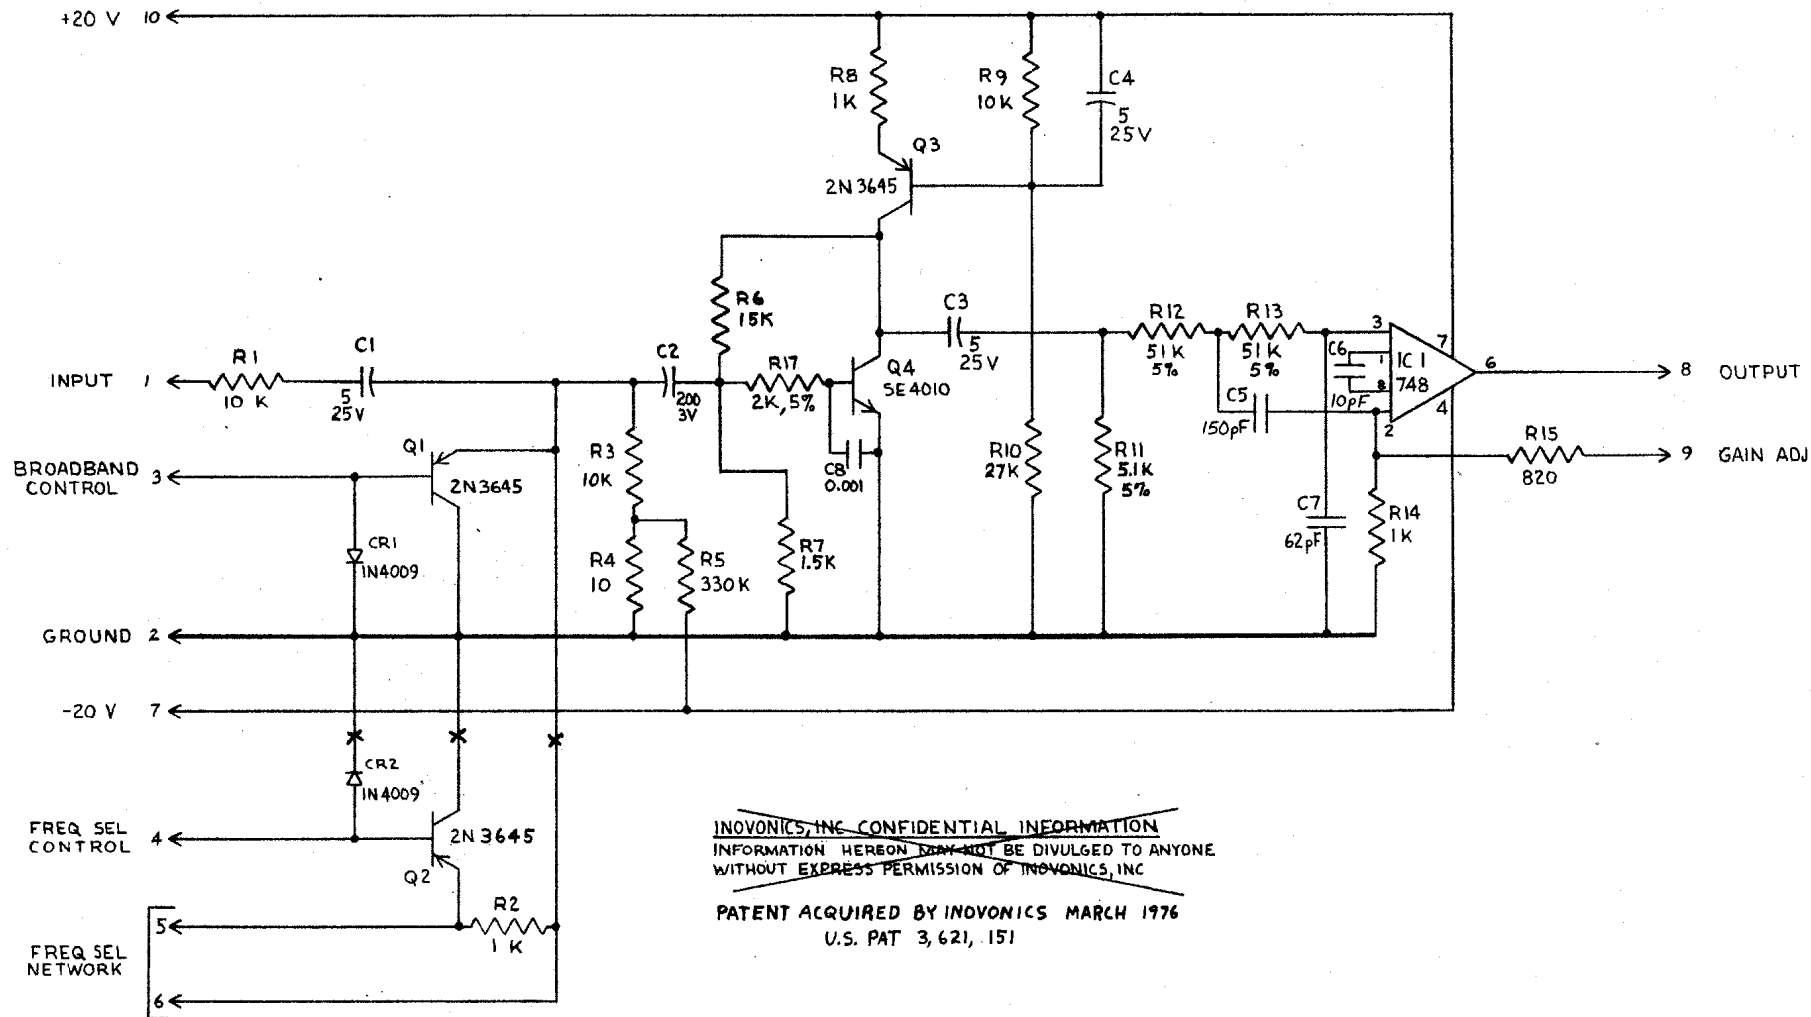 +20 V 10
R8
1K
R9
10K
C4
5
25V
Q3
2N3645
R6
15K
C3
5
25V
R12
51K
5%
R13
51K
5%
3
7
C6
1
IC1
748
8
10pF
6
8 OUTPUT
4
2
INPUT 1
R1
10 K
C1
5
25V
C2
200
3V
R17
2K, 5%
Q4
SE4010
C5
150pF
R15
820
9 GAIN ADJ
BROADBAND
CONTROL 3
Q1
2N3645
R3
10K
C8
0.001
R10
27K
R11
5.1K
5%
C7
62pF
R14
1K
CR1
1N4009
R4
10
R5
330K
R7
1.5K
GROUND 2
-20 V 7
CR2
1N4009
FREQ SEL
CONTROL 4
2N3645
Q2
FREQ SEL
NETWORK
5
6
R2
1 K
INOVONICS, INC CONFIDENTIAL INFORMATION
INFORMATION HEREON MAY NOT BE DIVULGED TO ANYONE
WITHOUT EXPRESS PERMISSION OF INOVONICS, INC
PATENT ACQUIRED BY INOVONICS MARCH 1976
U.S. PAT 3,621,151